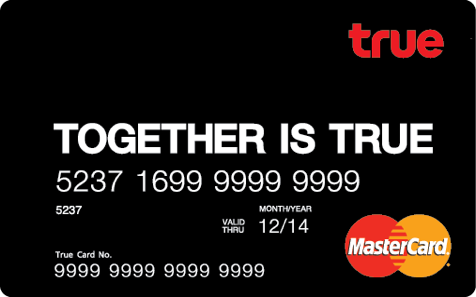 true
TOGETHER IS TRUE
5237 1699 9999 9999
5237
MONTH/YEAR
VALID THRU 12/14
True Card No.
9999 9999 9999 9999
MasterCard